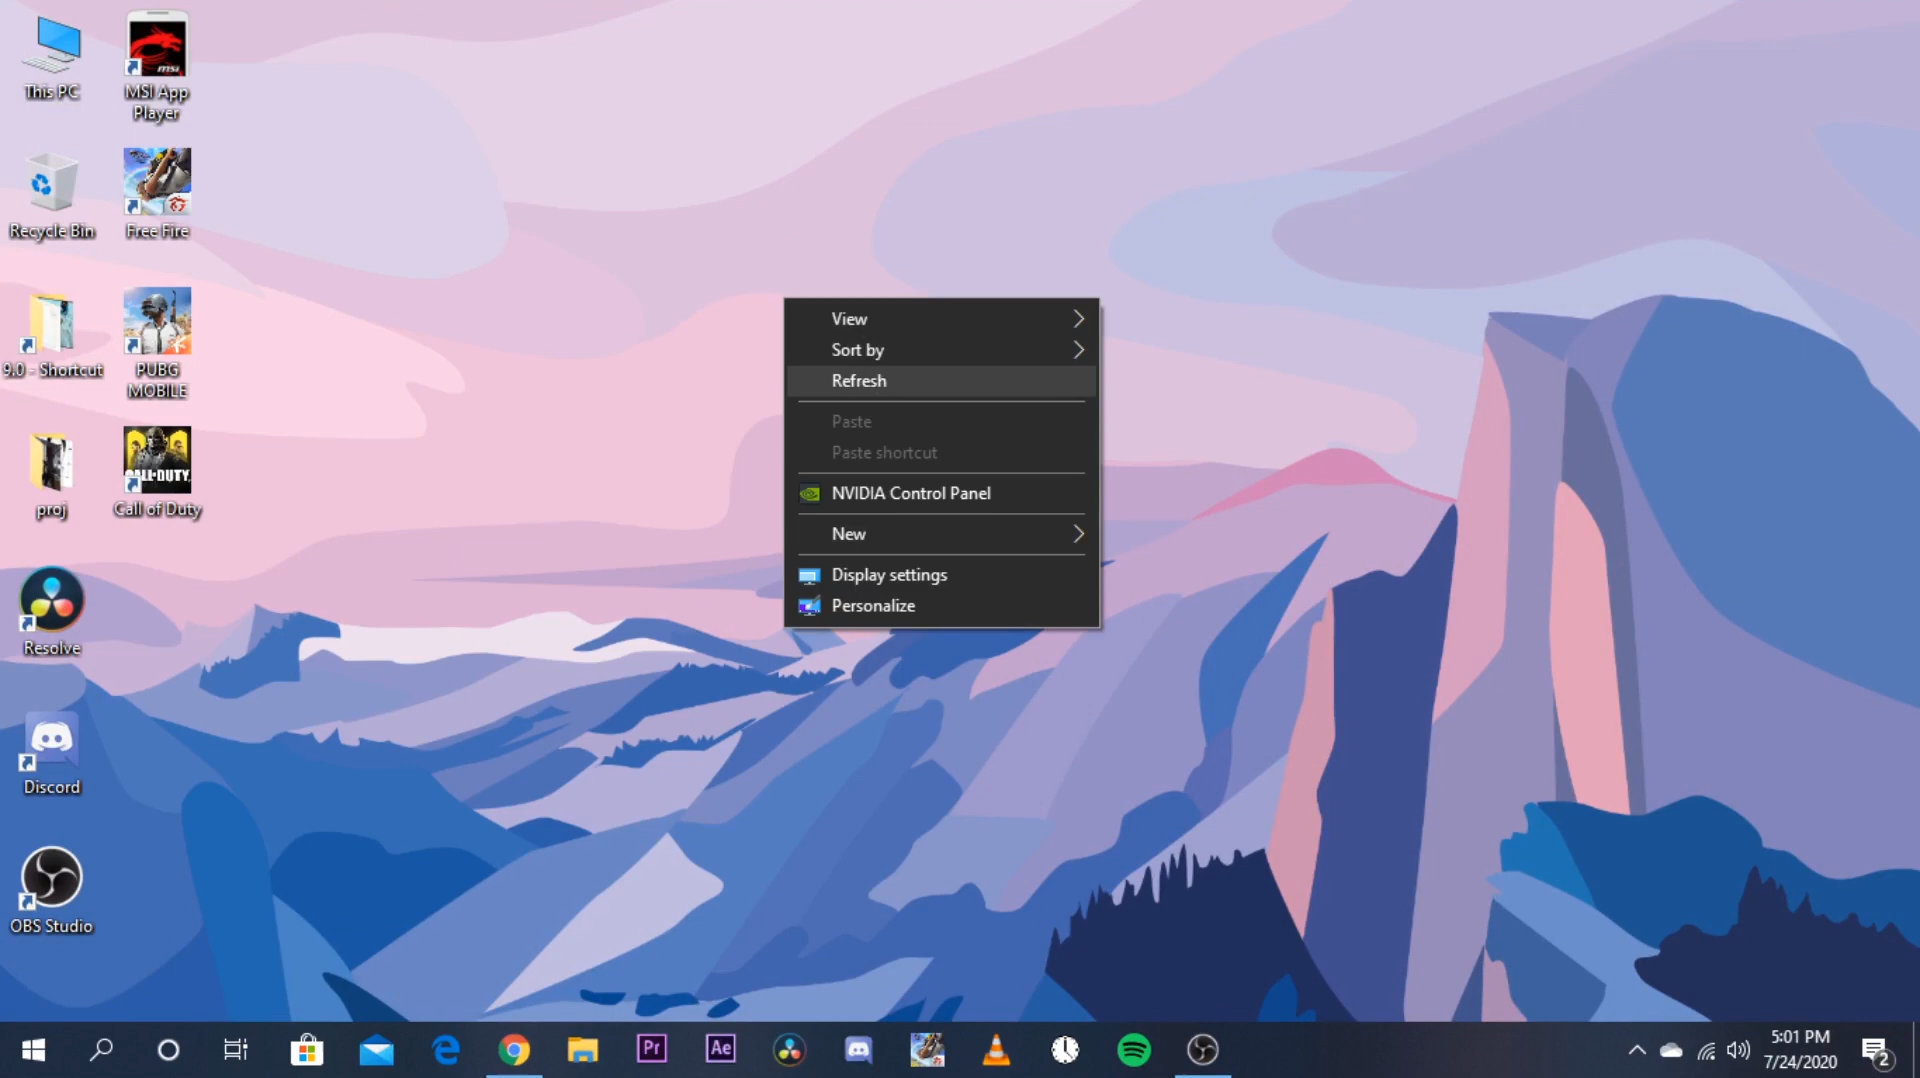 This PC
MSI App
Player
msi
Recycle Bin
Free Fire
9.0 - Shortcut
PUBG
MOBILE
proj
CALL·DUTY
Call of Duty
Resolve
Discord
OBS Studio
View
Sort by
Refresh
Paste
Paste shortcut
NVIDIA Control Panel
New
Display settings
Personalize
Pr
Ae
5:01 PM
7/24/2020
2